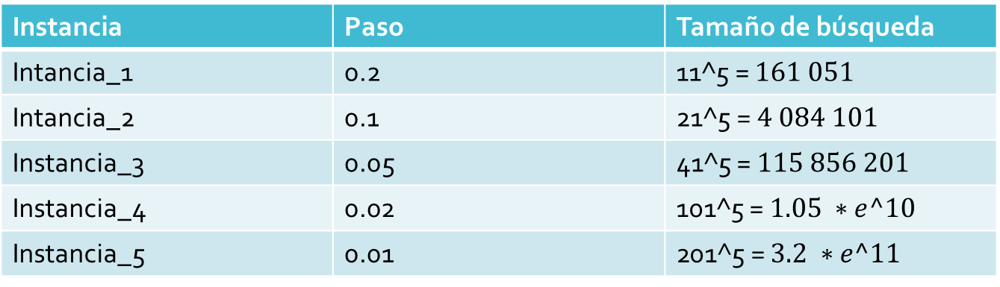 Instancia Paso Tamaño de búsqueda
Intancia_1 0.2 11^5 = 161 051
Intancia_2 0.1 21^5 = 4 084 101
Instancia_3 0.05 41^5 = 115 856 201
Instancia_4 0.02 101^5 = 1.05 * e^10
Instancia_5 0.01 201^5 = 3.2 * e^11